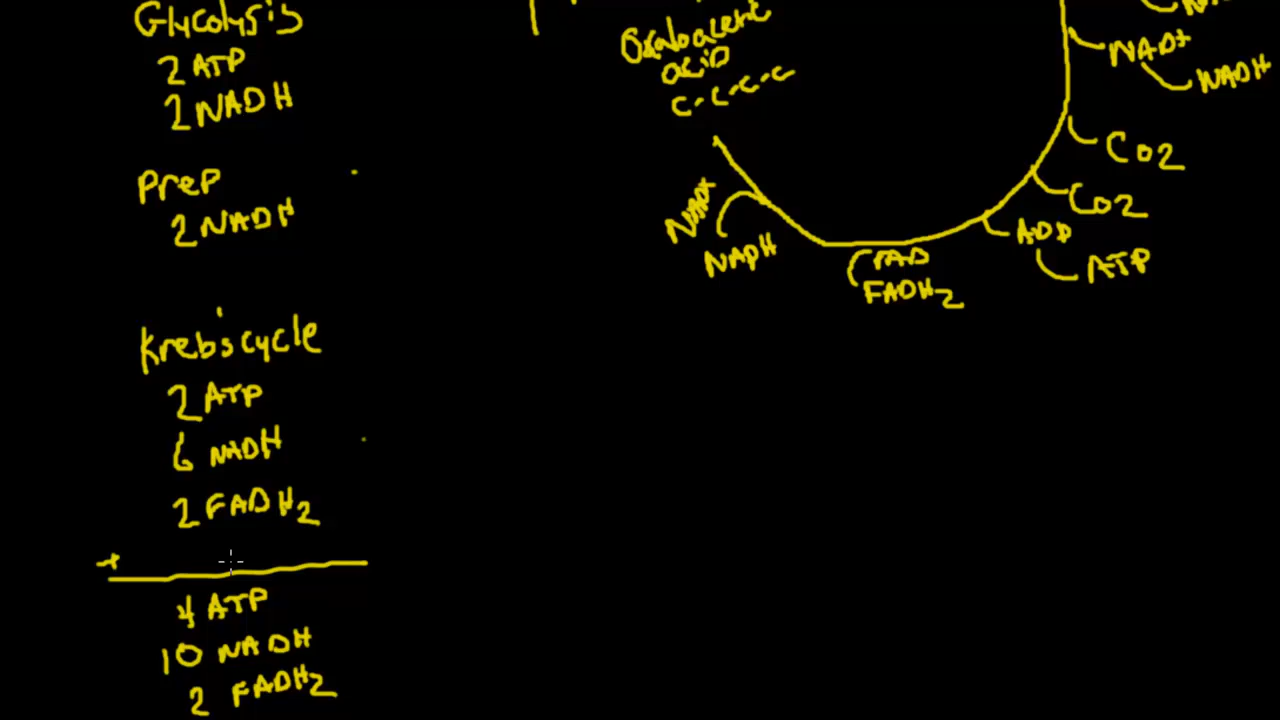 Glycolysis
2 ATP
2 NADH
Prep
2 NADH
Krebs cycle
2 ATP
6 NADH
2 FADH2
+
4 ATP
10 NADH
2 FADH2
Oxaloacetic
acid
C-C-C-C
NAD+
NADH
CO2
CO2
ADP
ATP
FAD
FADH2
NAD+
NADH